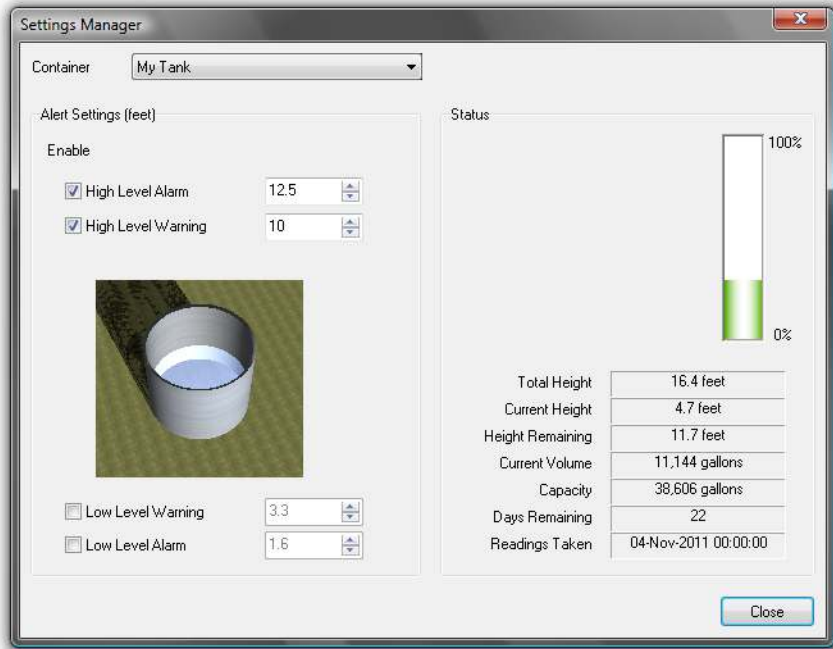 Settings Manager
Container My Tank
Alert Settings (feet)
Enable
High Level Alarm 12.5
High Level Warning 10
Low Level Warning 3.3
Low Level Alarm 1.6
Status
100%
0%
Total Height 16.4 feet
Current Height 4.7 feet
Height Remaining 11.7 feet
Current Volume 11,144 gallons
Capacity 38,606 gallons
Days Remaining 22
Readings Taken 04-Nov-2011 00:00:00
Close